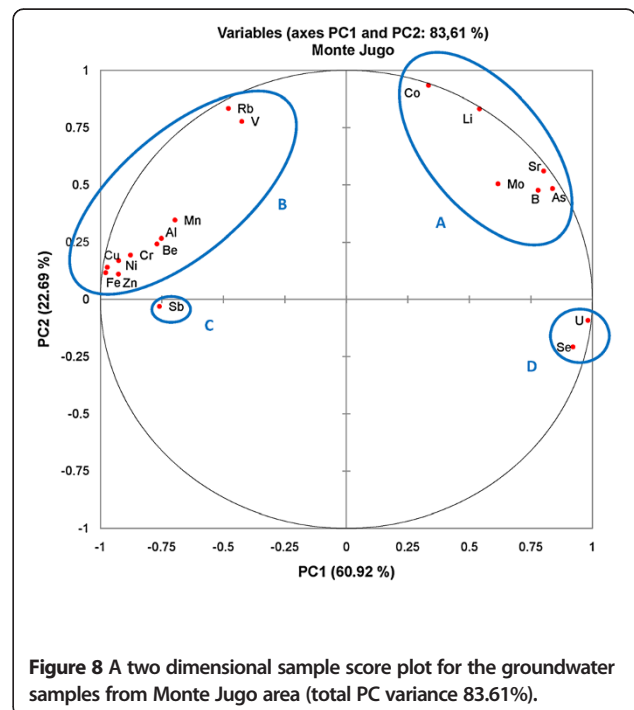 Variables (axes PC1 and PC2: 83,61 %)
Monte Jugo
1
0.75
0.5
0.25
0
-0.25
-0.5
-0.75
-1
PC2 (22.69 %)
Co
Rb
Li
V
Sr
Mo
B
As
A
B
Mn
Al
Be
Cr
Cu
Ni
Fe
Zn
Sb
C
U
Se
D
-1
-0.75
-0.5
-0.25
0
0.25
0.5
0.75
1
PC1 (60.92 %)
Figure 8 A two dimensional sample score plot for the groundwater
samples from Monte Jugo area (total PC variance 83.61%).